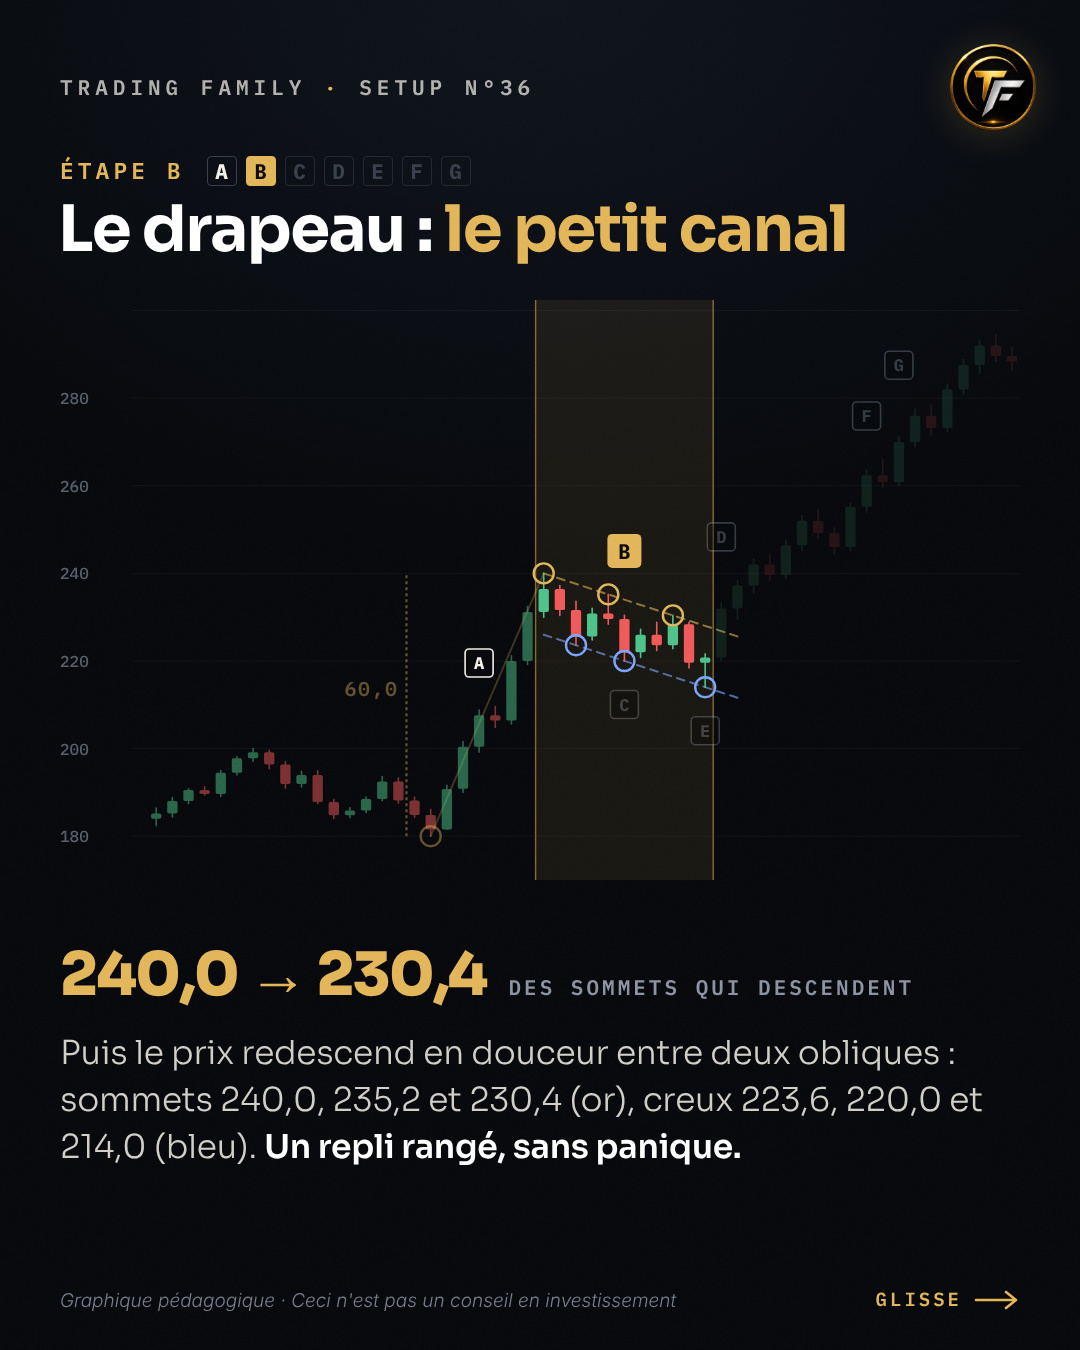 TRADING FAMILY · SETUP N°36
TF
ÉTAPE B A B C D E F G
Le drapeau : le petit canal
G
280
F
260
D
B
240
220
A
60,0
C
E
200
180
240,0 → 230,4 DES SOMMETS QUI DESCENDENT
Puis le prix redescend en douceur entre deux obliques :
sommets 240,0, 235,2 et 230,4 (or), creux 223,6, 220,0 et
214,0 (bleu). Un repli rangé, sans panique.
Graphique pédagogique · Ceci n'est pas un conseil en investissement
GLISSE →